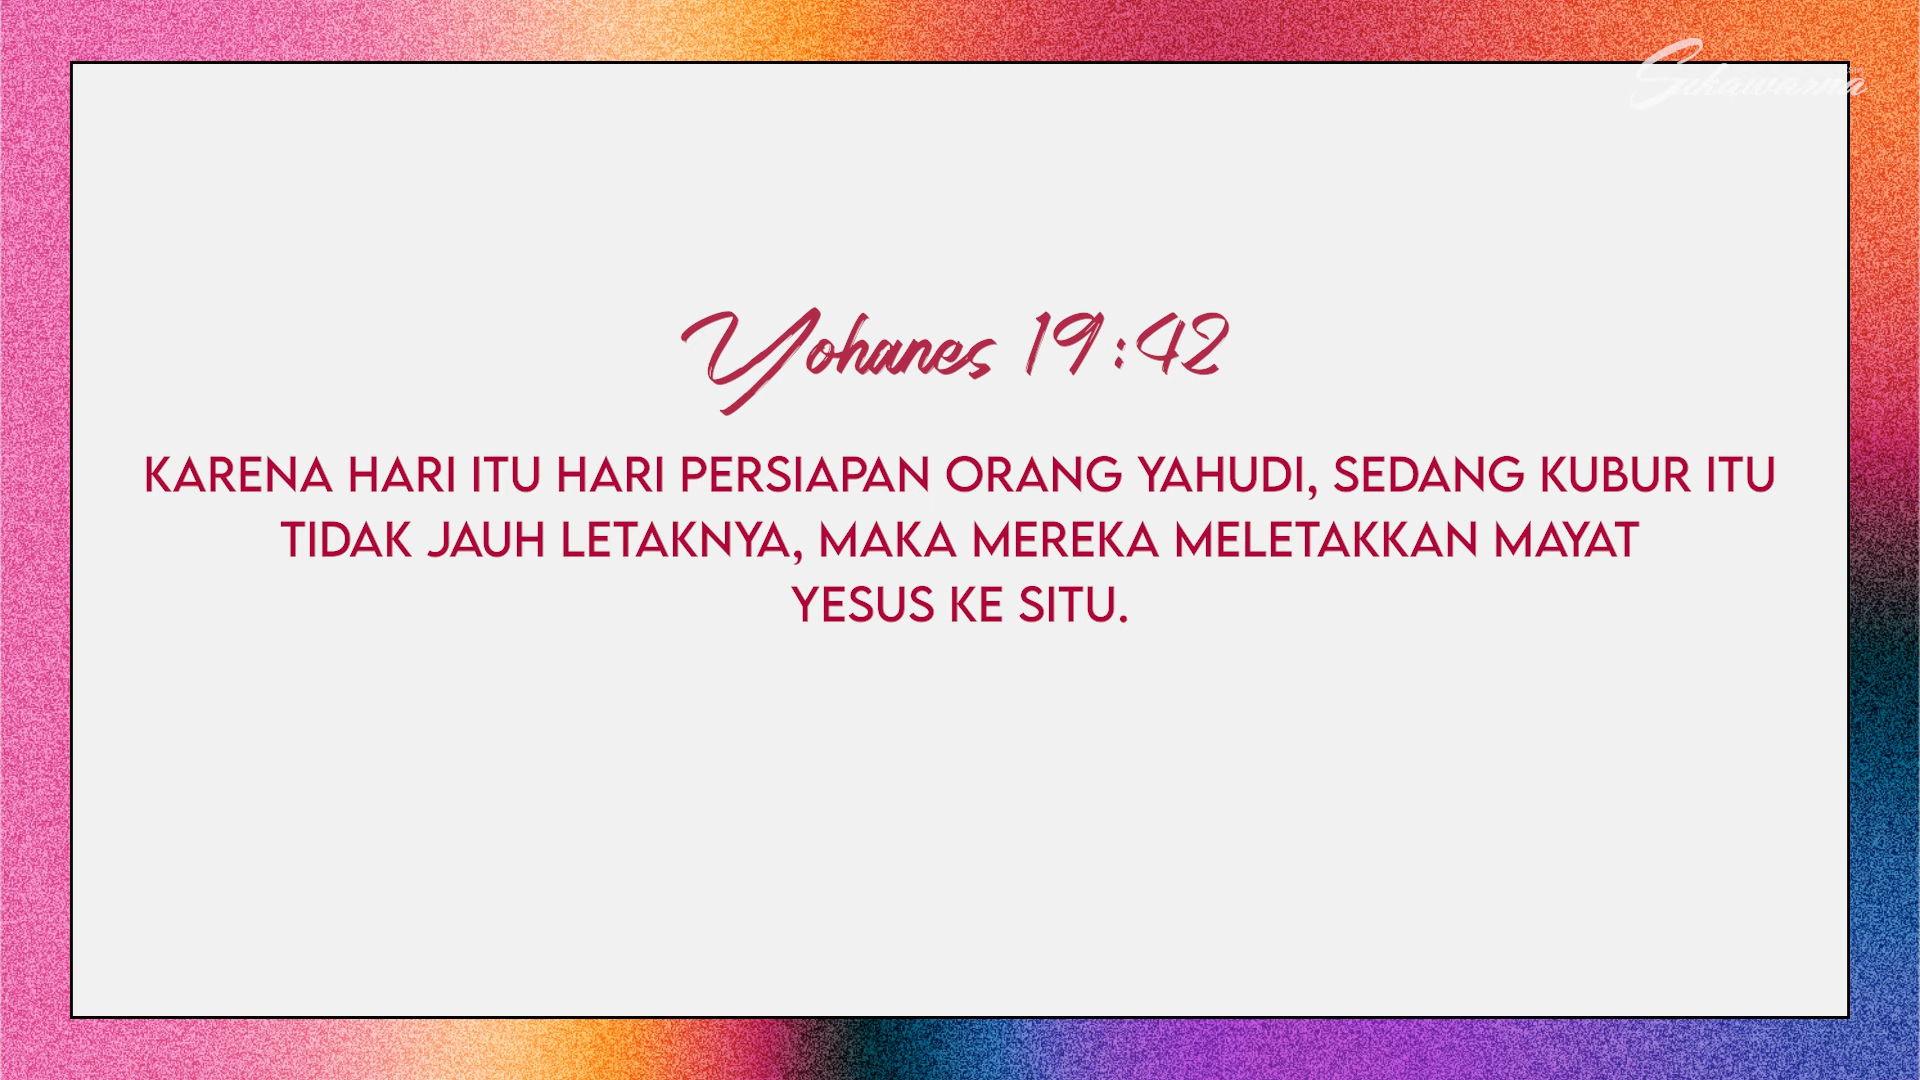 Sukawarna
Yohanes 19:42
KARENA HARI ITU HARI PERSIAPAN ORANG YAHUDI, SEDANG KUBUR ITU
TIDAK JAUH LETAKNYA, MAKA MEREKA MELETAKKAN MAYAT
YESUS KE SITU.